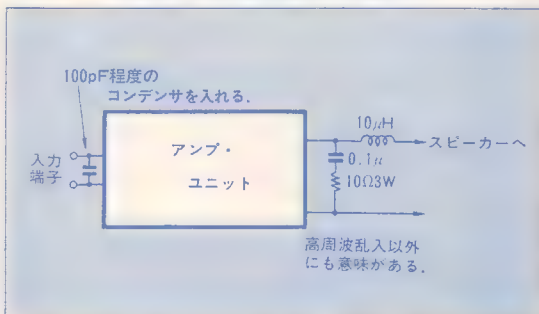 100pF程度の
コンデンサを入れる.
入力
端子
アンプ・
ユニット
10μH
スピーカーへ
0.1μ
10Ω3W
高周波乱入以外
にも意味がある.